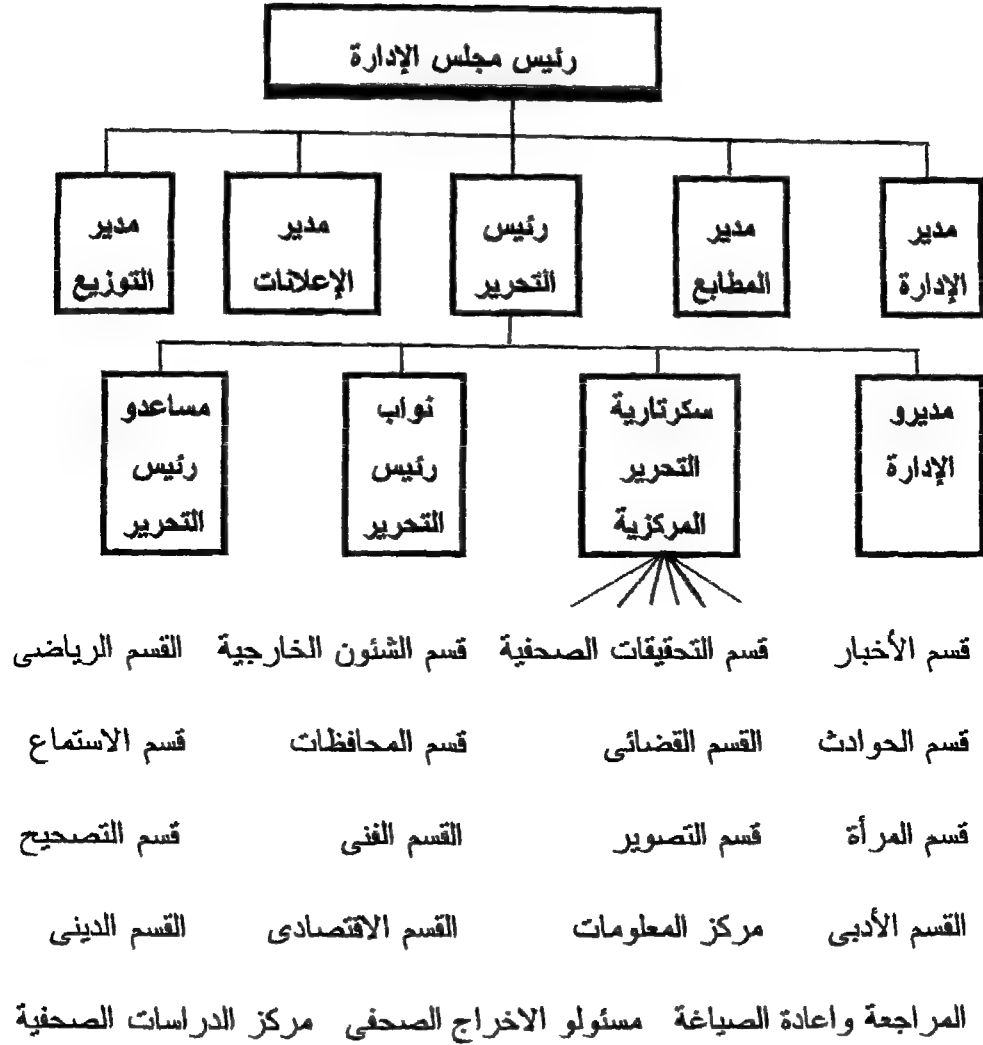 رئيس مجلس الإدارة
مدير
الإدارة
مدير
المطابع
رئيس
التحرير
مدير
الإعلانات
مدير
التوزيع
مديرو
الإدارة
سكرتارية
التحرير
المركزية
نواب
رئيس
التحرير
مساعدو
رئيس
التحرير
قسم الأخبار قسم التحقيقات الصحفية قسم الشئون الخارجية القسم الرياضى
قسم الحوادث القسم القضائى قسم المحافظات قسم الاستماع
قسم المرأة قسم التصوير القسم الفنى قسم التصحيح
القسم الأدبى مركز المعلومات القسم الاقتصادى القسم الدينى
المراجعة واعادة الصياغة مسئولو الاخراج الصحفى مركز الدراسات الصحفية